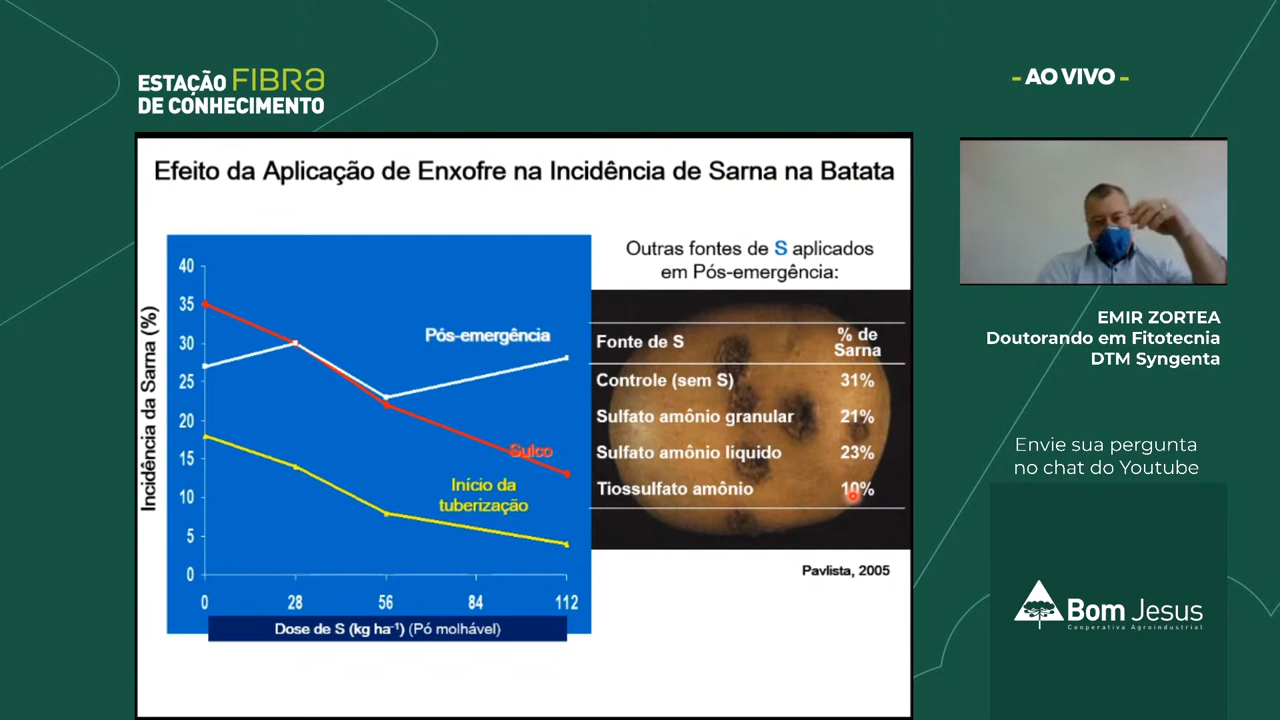 ESTAÇÃO FIBRA
DE CONHECIMENTO
- AO VIVO -
Efeito da Aplicação de Enxofre na Incidência de Sarna na Batata
Incidência da Sarna (%)
40
35
30
25
20
15
10
5
0
0 28 56 84 112
Pós-emergência
Sulco
Início da
tuberização
Dose de S (kg ha⁻¹) (Pó molhável)
Outras fontes de S aplicados
em Pós-emergência:
Fonte de S % de Sarna
Controle (sem S) 31%
Sulfato amônio granular 21%
Sulfato amônio liquido 23%
Tiossulfato amônio 10%
Pavlista, 2005
EMIR ZORTEA
Doutorando em Fitotecnia
DTM Syngenta
Envie sua pergunta
no chat do Youtube
Bom Jesus
Cooperativa Agroindustrial